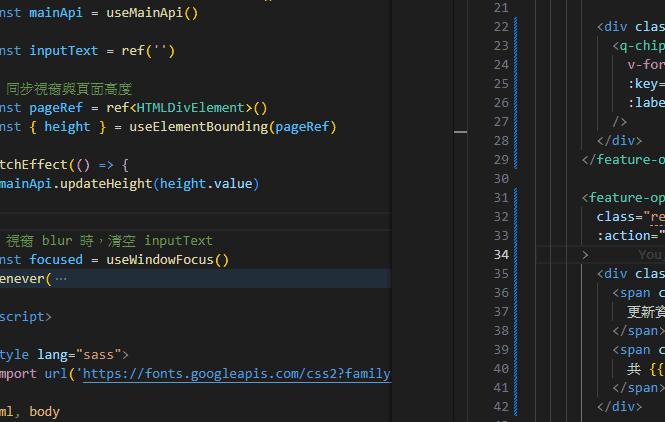 nst mainApi = useMainApi()
nst inputText = ref('')
同步視窗與頁面高度
nst pageRef = ref<HTMLDivElement>()
nst { height } = useElementBounding(pageRef)
tchEffect(() => {
mainApi.updateHeight(height.value)
視窗 blur 時，清空 inputText
nst focused = useWindowFocus()
enever(…
script>
tyle lang="sass">
mport url('https://fonts.googleapis.com/css2?family
ml, body
21
22 <div clas
23 <q-chip
24 v-for
25 :key=
26 :labe
27 />
28 </div>
29 </feature-o
30
31 <feature-op
32 class="re
33 :action="
34 > You
35 <div clas
36 <span c
37 更新資
38 </span>
39 <span c
40 共 {{
41 </span>
42 </div>